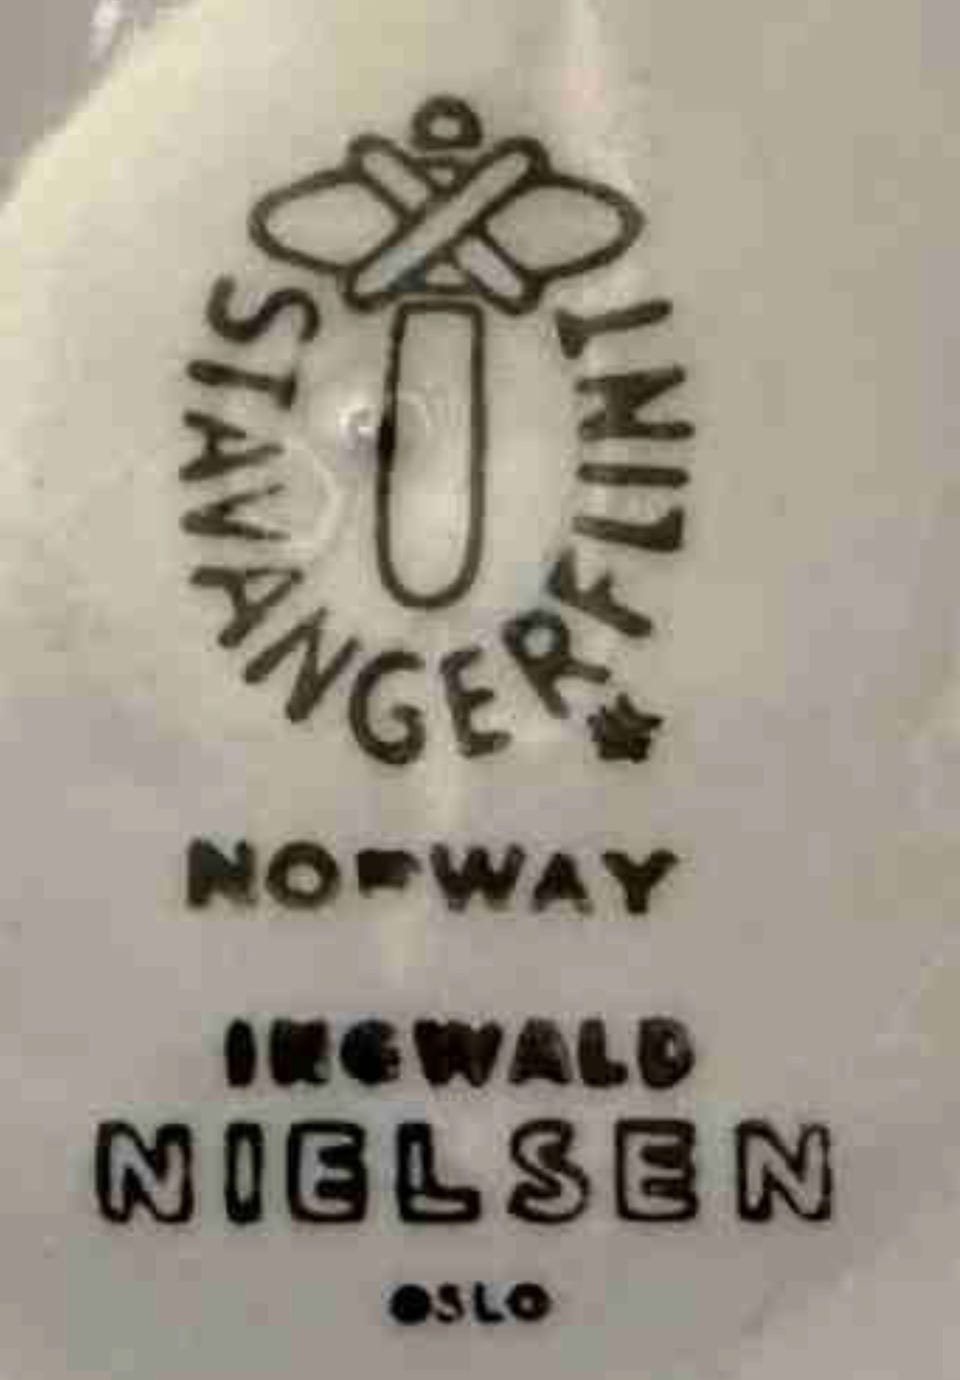 STAVANGERFLINT
NORWAY
INGWALD
NIELSEN
OSLO